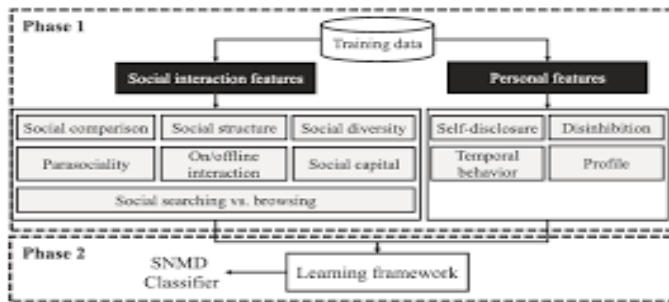 Phase 1
Training data
Social interaction features
Personal features
Social comparison
Social structure
Social diversity
Self-disclosure
Disinhibition
Parasociality
On/offline
interaction
Social capital
Temporal
behavior
Profile
Social searching vs. browsing
Phase 2
SNMD
Classifier
Learning framework